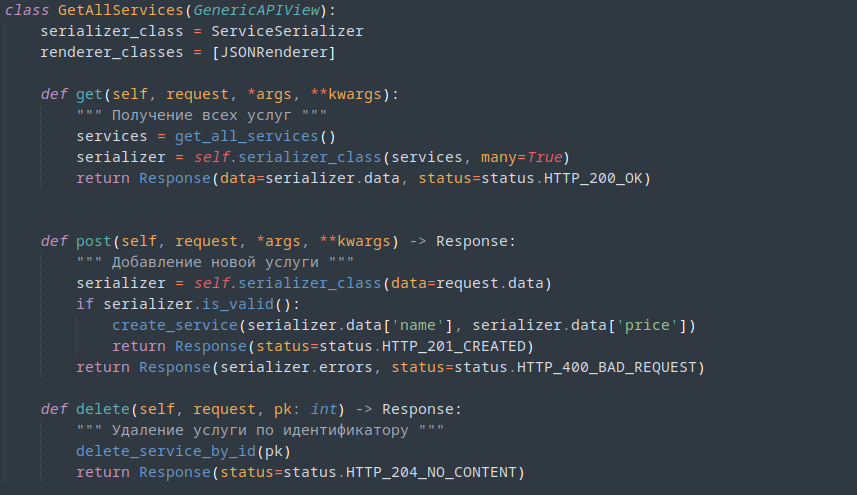 class GetAllServices(GenericAPIView):
    serializer_class = ServiceSerializer
    renderer_classes = [JSONRenderer]

    def get(self, request, *args, **kwargs):
        """ Получение всех услуг """
        services = get_all_services()
        serializer = self.serializer_class(services, many=True)
        return Response(data=serializer.data, status=status.HTTP_200_OK)


    def post(self, request, *args, **kwargs) -> Response:
        """ Добавление новой услуги """
        serializer = self.serializer_class(data=request.data)
        if serializer.is_valid():
            create_service(serializer.data['name'], serializer.data['price'])
            return Response(status=status.HTTP_201_CREATED)
        return Response(serializer.errors, status=status.HTTP_400_BAD_REQUEST)

    def delete(self, request, pk: int) -> Response:
        """ Удаление услуги по идентификатору """
        delete_service_by_id(pk)
        return Response(status=status.HTTP_204_NO_CONTENT)